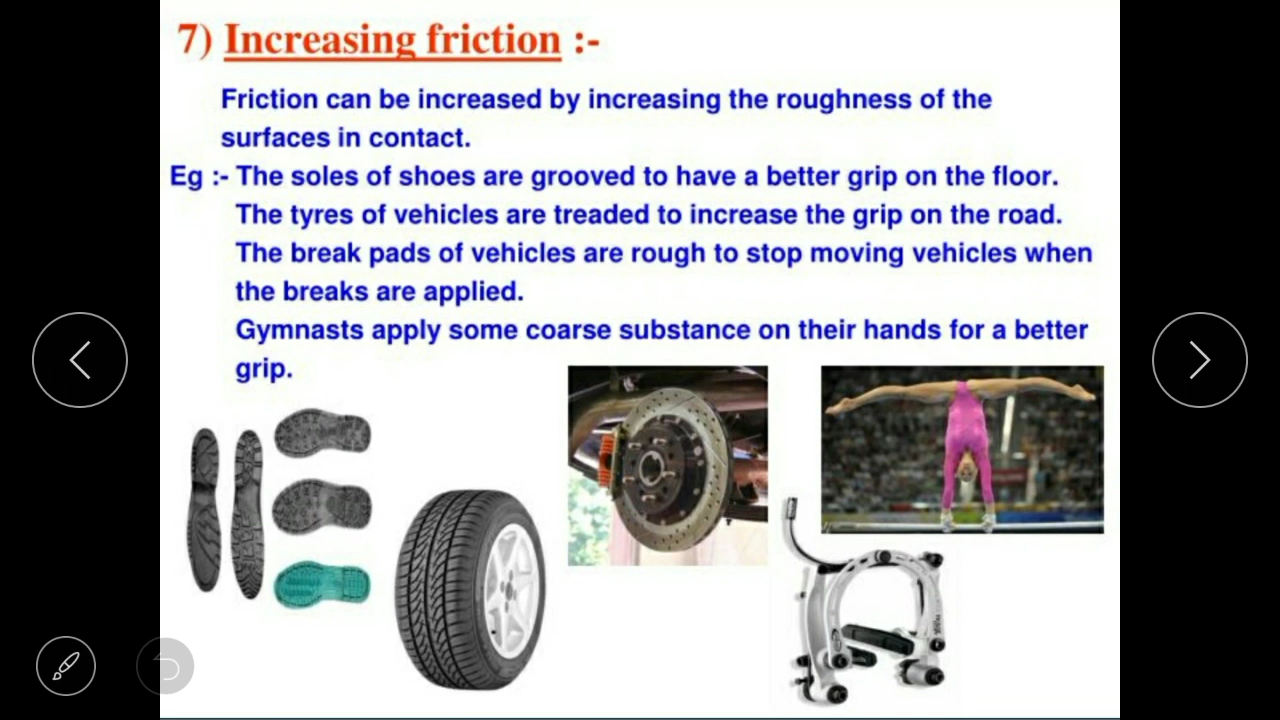 7) Increasing friction :-
Friction can be increased by increasing the roughness of the
surfaces in contact.
Eg :- The soles of shoes are grooved to have a better grip on the floor.
The tyres of vehicles are treaded to increase the grip on the road.
The break pads of vehicles are rough to stop moving vehicles when
the breaks are applied.
Gymnasts apply some coarse substance on their hands for a better
grip.